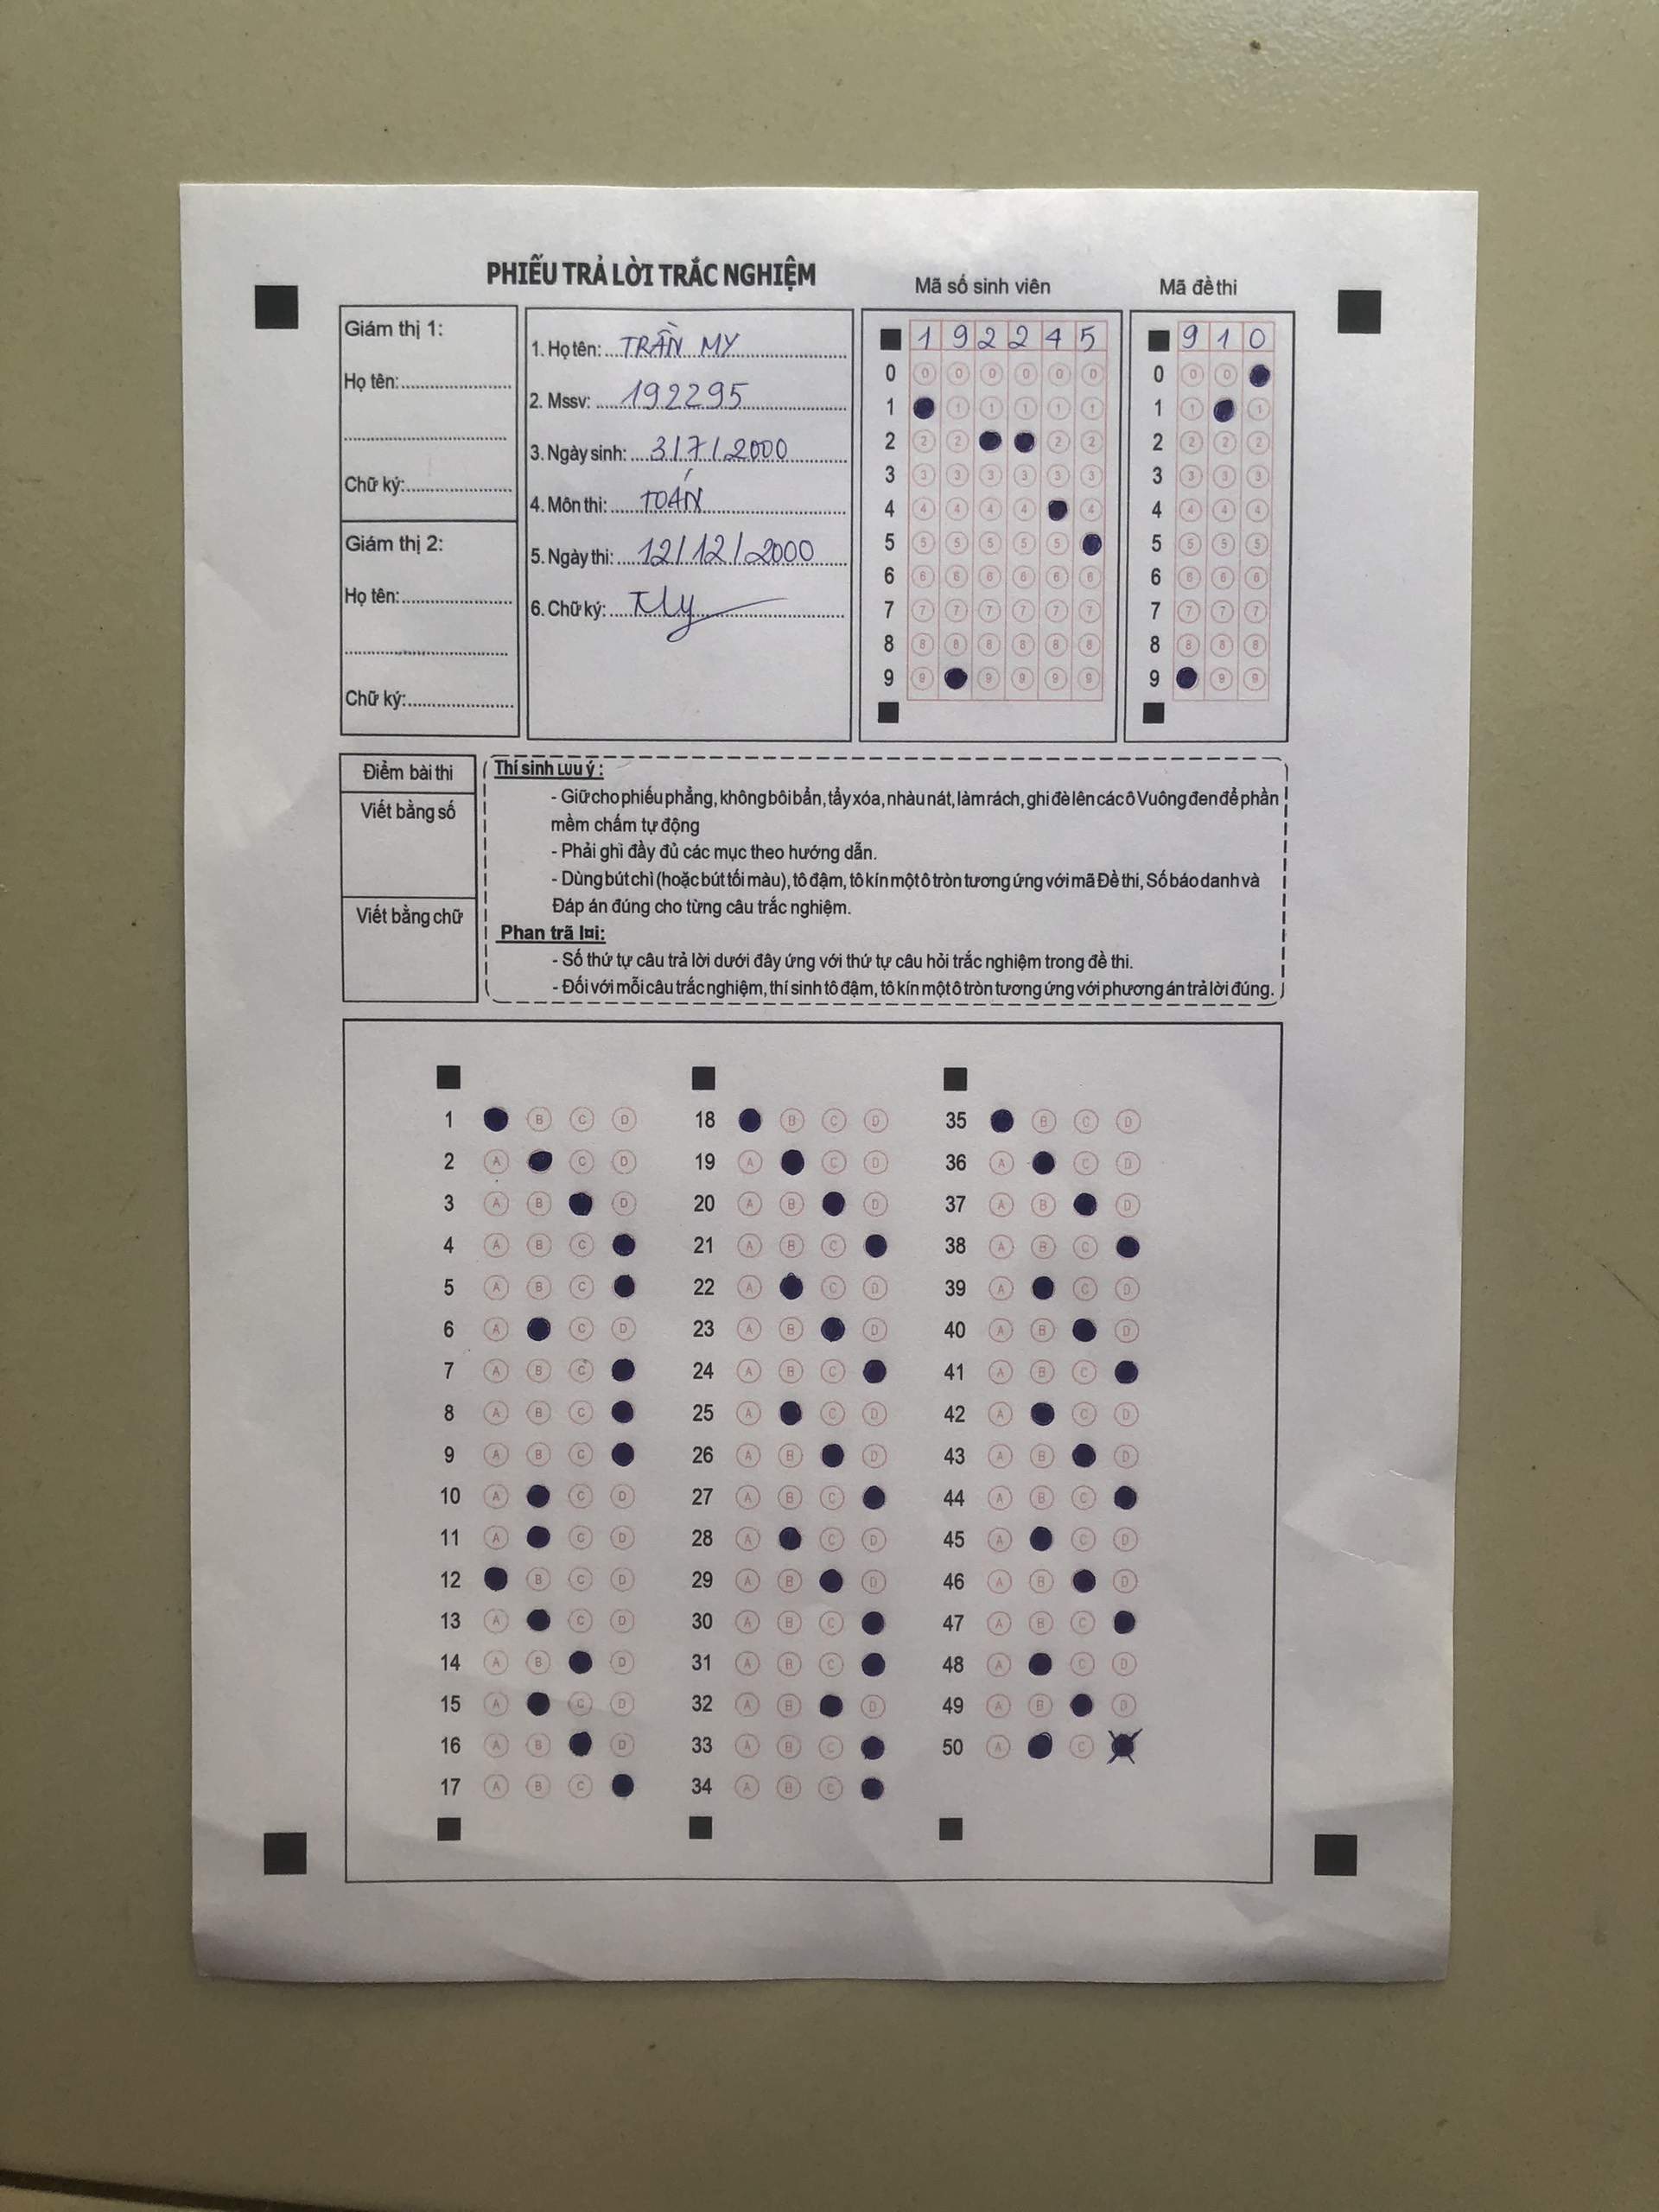 PHIẾU TRẢ LỜI TRẮC NGHIỆM
Mã số sinh viên
Mã đề thi
Giám thị 1:
Họ tên:
Chữ ký:
Giám thị 2:
Họ tên:
Chữ ký:
1. Họ tên: TRẦN MY
2. Mssv: 192295
3. Ngày sinh: 3/7/2000
4. Môn thi: TOÁN
5. Ngày thi: 12/12/2000
6. Chữ ký: My
1 9 2 2 4 5
0 0 0 0 0 0 0
1 1 1 1 1 1
2 2 2 2 2
3 3 3 3 3 3 3
4 4 4 4 4 4
5 5 5 5 5 5
6 6 6 6 6 6 6
7 7 7 7 7 7 7
8 8 8 8 8 8 8
9 9 9 9 9 9
9 1 0
0 0 0
1 1 1
2 2 2 2
3 3 3 3
4 4 4 4
5 5 5 5
6 6 6 6
7 7 7 7
8 8 8 8
9 9 9
Điểm bài thi
Viết bằng số
Viết bằng chữ
Thí sinh Lưu ý :
- Giữ cho phiếu phẳng, không bôi bẩn, tẩy xóa, nhàu nát, làm rách, ghi đè lên các ô Vuông đen để phần
mềm chấm tự động
- Phải ghi đầy đủ các mục theo hướng dẫn.
- Dùng bút chì (hoặc bút tối màu), tô đậm, tô kín một ô tròn tương ứng với mã Đề thi, Số báo danh và
Đáp án đúng cho từng câu trắc nghiệm.
Phan trã l¤i:
- Số thứ tự câu trả lời dưới đây ứng với thứ tự câu hỏi trắc nghiệm trong đề thi.
- Đối với mỗi câu trắc nghiệm, thí sinh tô đậm, tô kín một ô tròn tương ứng với phương án trả lời đúng.
1 B C D
2 A C D
3 A B D
4 A B C
5 A B C
6 A C D
7 A B C
8 A B C
9 A B C
10 A C D
11 A C D
12 B C D
13 A C D
14 A B D
15 A C D
16 A B D
17 A B C
18 B C D
19 A C D
20 A B D
21 A B C
22 A C D
23 A B D
24 A B C
25 A C D
26 A B D
27 A B C
28 A C D
29 A B D
30 A B C
31 A B C
32 A B D
33 A B C
34 A B C
35 B C D
36 A C D
37 A B D
38 A B C
39 A C D
40 A B D
41 A B C
42 A C D
43 A B D
44 A B C
45 A C D
46 A B D
47 A B C
48 A C D
49 A B D
50 A C